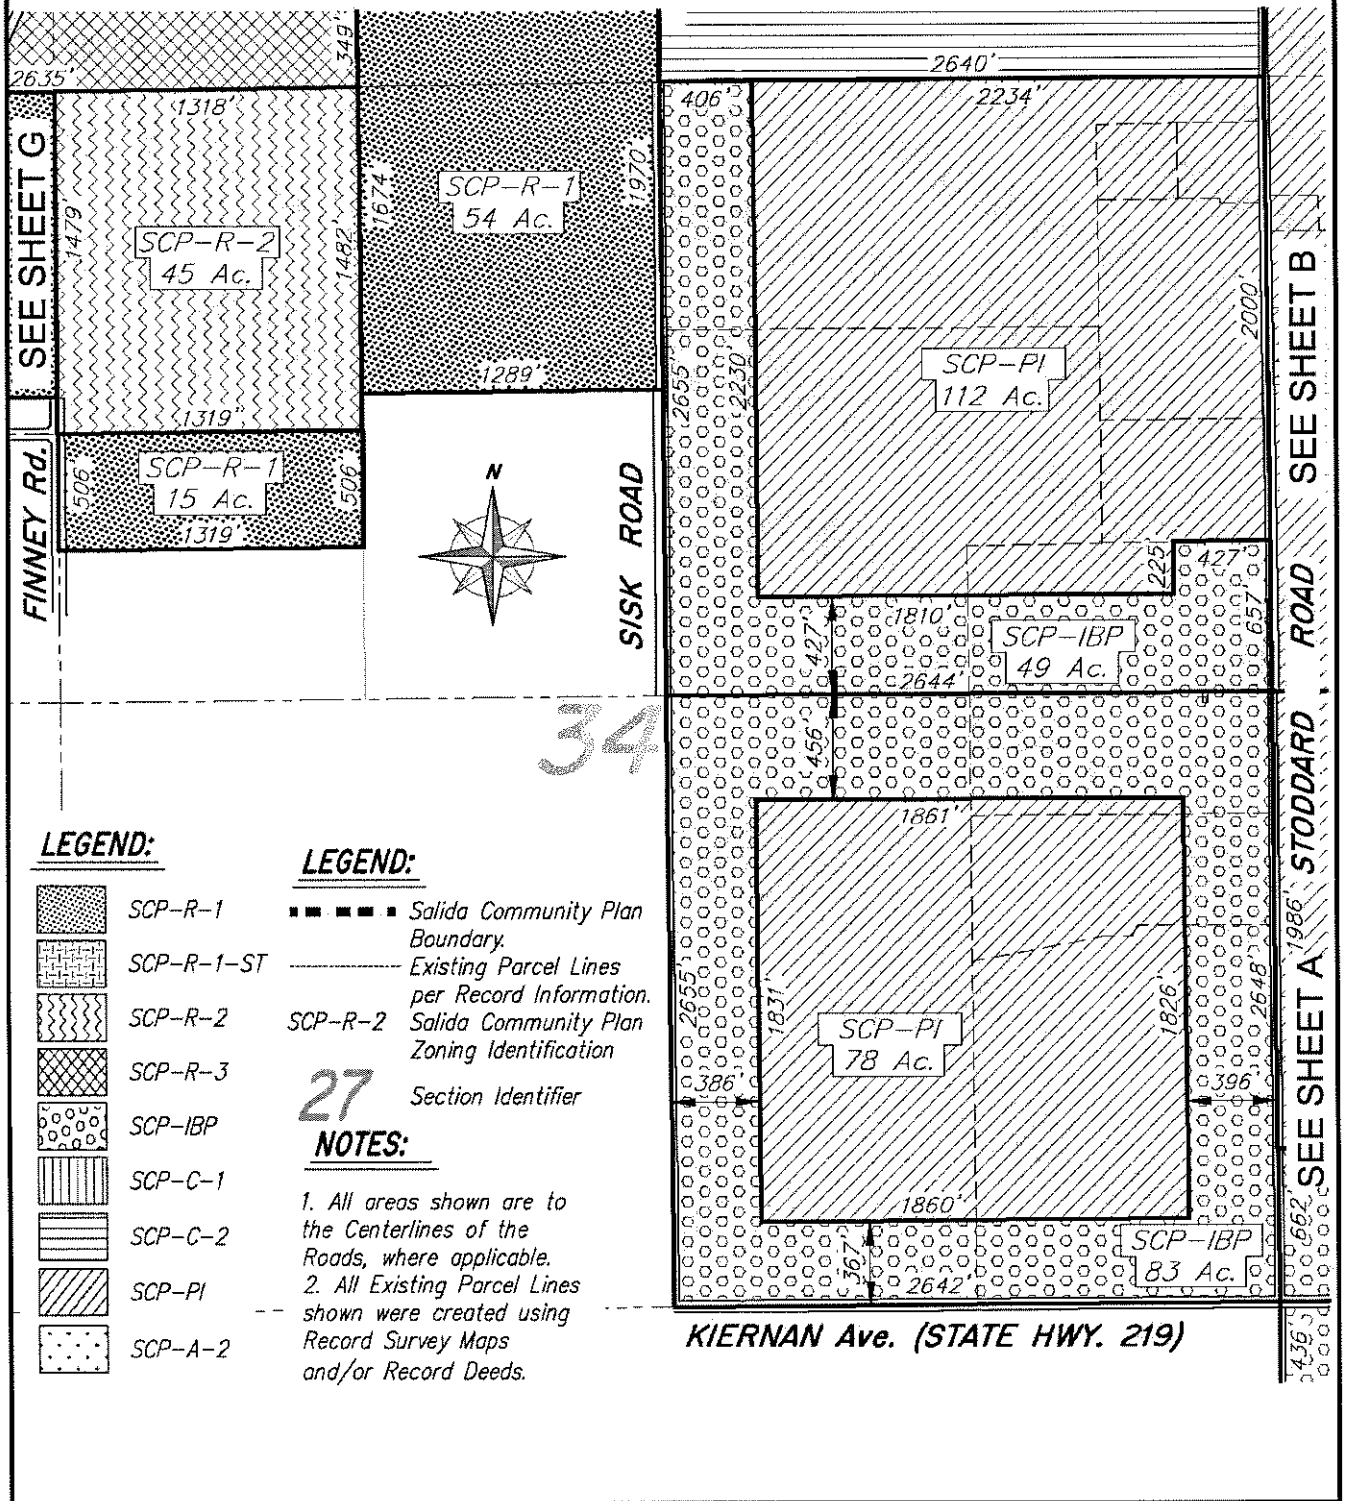 349'
2635'
2640'
1318'
406'
2234'
SEE SHEET G
1479'
SCP-R-2
45 Ac.
1482'
1674'
SCP-R-1
54 Ac.
1970'
2655'
2230'
SCP-PI
112 Ac.
2000'
SEE SHEET B
1289'
1319'
FINNEY Rd.
506'
SCP-R-1
15 Ac.
506'
1319'
N
SISK ROAD
225'
427'
657'
1810'
427'
SCP-IBP
49 Ac.
2644'
STODDARD ROAD
34
456'
1861'
LEGEND:
SCP-R-1
SCP-R-1-ST
SCP-R-2
SCP-R-3
SCP-IBP
SCP-C-1
SCP-C-2
SCP-PI
SCP-A-2
LEGEND:
Salida Community Plan
Boundary.
Existing Parcel Lines
per Record Information.
SCP-R-2 Salida Community Plan
Zoning Identification
27 Section Identifier
NOTES:
1. All areas shown are to
the Centerlines of the
Roads, where applicable.
2. All Existing Parcel Lines
shown were created using
Record Survey Maps
and/or Record Deeds.
2655'
1831'
SCP-PI
78 Ac.
1826'
2648'
1986'
SEE SHEET A
386'
396'
1860'
367'
SCP-IBP
83 Ac.
2642'
662'
436'
KIERNAN Ave. (STATE HWY. 219)